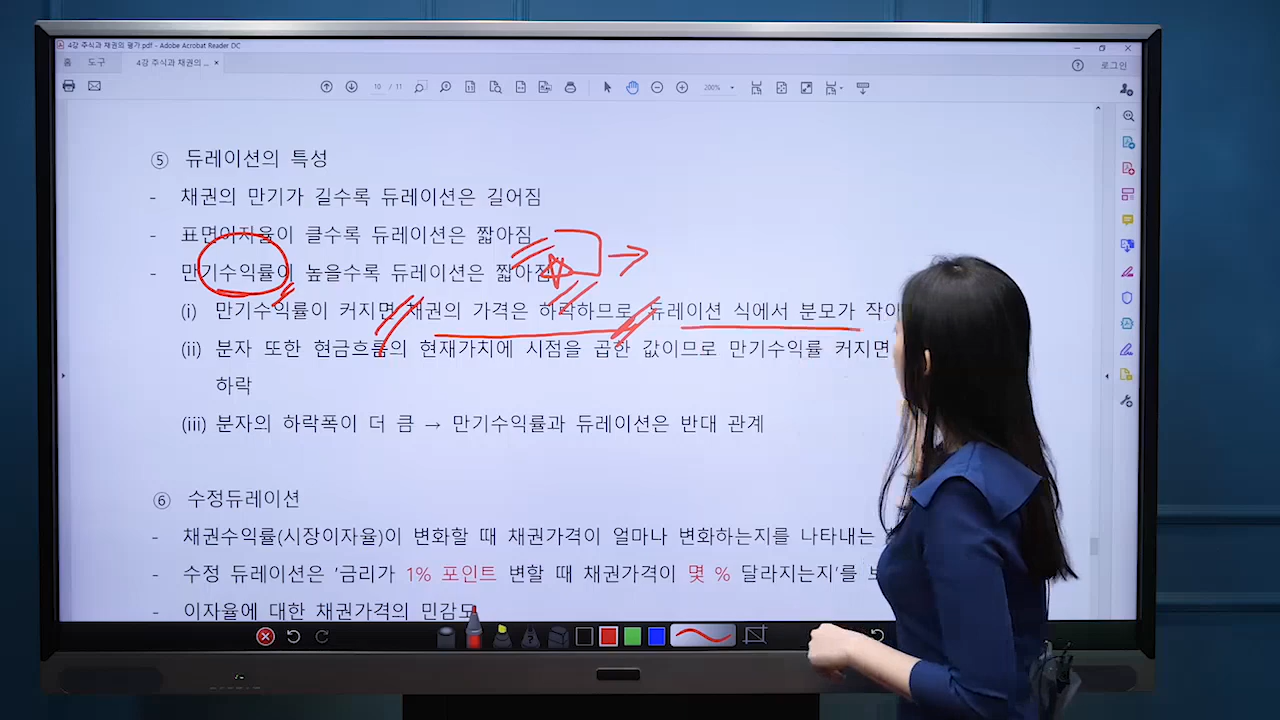 4강 주식과 채권의 평가.pdf - Adobe Acrobat Reader DC
홈 도구 4강 주식과 채권의 ... × 로그인
10 / 11 200%
⑤ 듀레이션의 특성
- 채권의 만기가 길수록 듀레이션은 길어짐
- 표면이자율이 클수록 듀레이션은 짧아짐
- 만기수익률이 높을수록 듀레이션은 짧아짐
(i) 만기수익률이 커지면 채권의 가격은 하락하므로 듀레이션 식에서 분모가
(ii) 분자 또한 현금흐름의 현재가치에 시점을 곱한 값이므로 만기수익률 커지면
하락
(iii) 분자의 하락폭이 더 큼 → 만기수익률과 듀레이션은 반대 관계
⑥ 수정듀레이션
- 채권수익률(시장이자율)이 변화할 때 채권가격이 얼마나 변화하는지를 나타내는
- 수정 듀레이션은 '금리가 1% 포인트 변할 때 채권가격이 몇 % 달라지는지'를
- 이자율에 대한 채권가격의 민감도